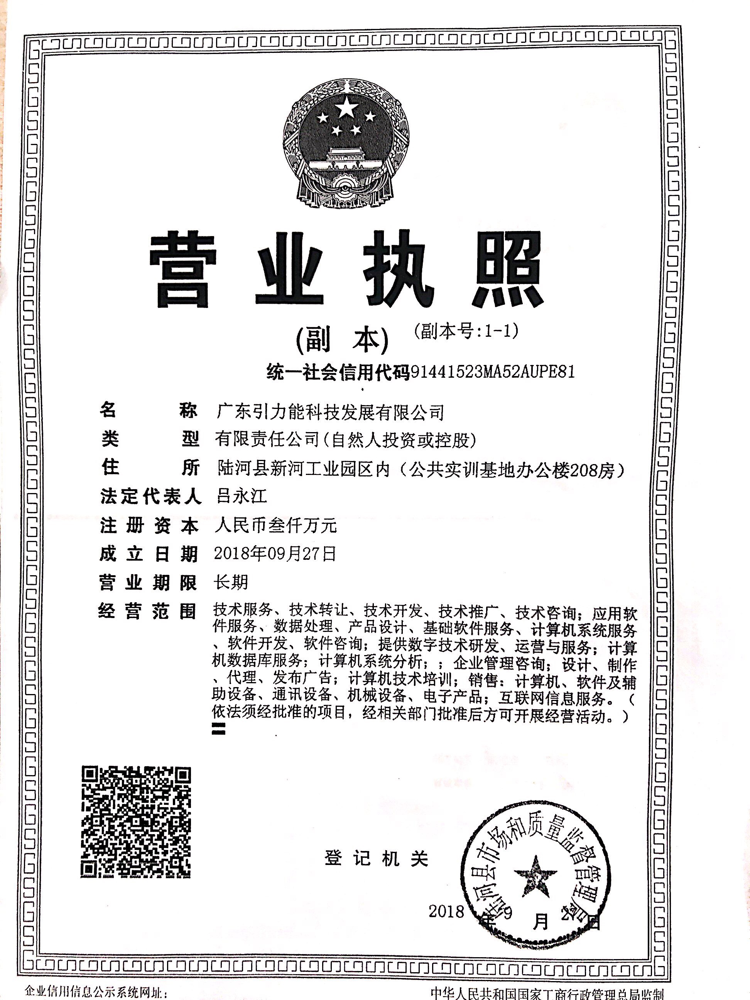 营业执照
(副 本) (副本号:1-1)
统一社会信用代码91441523MA52AUPE81
名 称 广东引力能科技发展有限公司
类 型 有限责任公司(自然人投资或控股)
住 所 陆河县新河工业园区内（公共实训基地办公楼208房）
法定代表人 吕永江
注册资本 人民币叁仟万元
成立日期 2018年09月27日
营业期限 长期
经营范围 技术服务、技术转让、技术开发、技术推广、技术咨询；应用软
件服务、数据处理、产品设计、基础软件服务、计算机系统服务
、软件开发、软件咨询；提供数字技术研发、运营与服务；计算
机数据库服务；计算机系统分析；；企业管理咨询；设计、制作
、代理、发布广告；计算机技术培训；销售：计算机、软件及辅
助设备、通讯设备、机械设备、电子产品；互联网信息服务。（
依法须经批准的项目，经相关部门批准后方可开展经营活动。）
登记机关
陆河县市场和质量监督管理局
2018 年 9 月 日
企业信用信息公示系统网址：
中华人民共和国国家工商行政管理总局监制